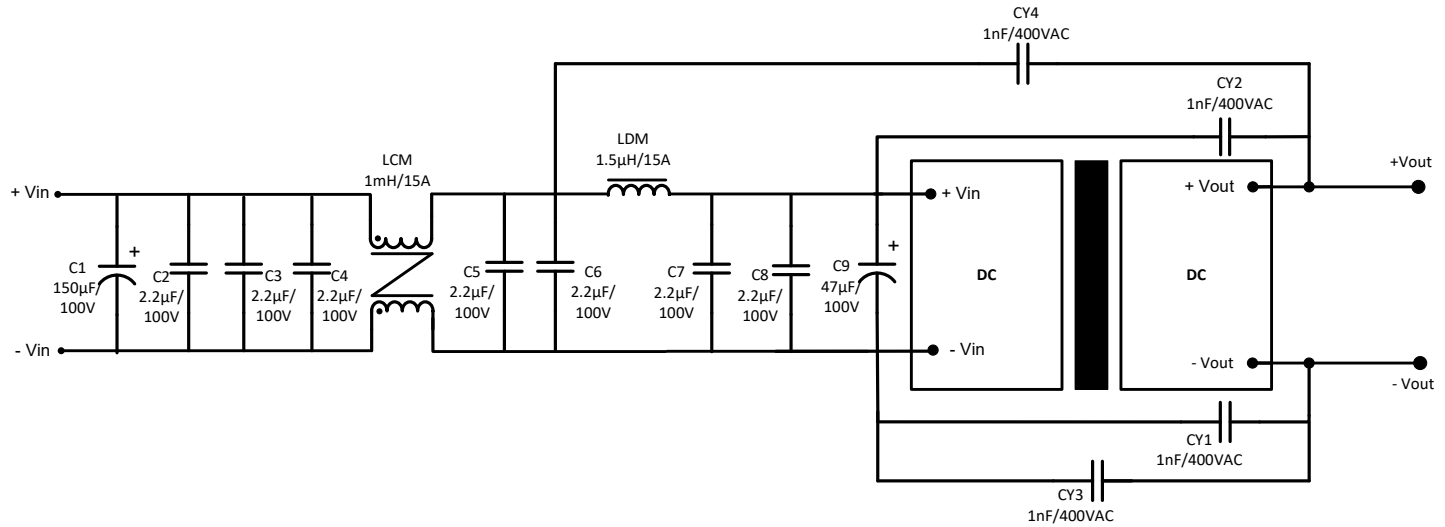 CY4
1nF/400VAC
CY2
1nF/400VAC
LCM
1mH/15A
LDM
1.5µH/15A
+ Vin
+ Vin
+ Vout
+Vout
+
+
C1
150µF/
100V
C2
2.2µF/
100V
C3
2.2µF/
100V
C4
2.2µF/
100V
C5
2.2µF/
100V
C6
2.2µF/
100V
C7
2.2µF/
100V
C8
2.2µF/
100V
C9
47µF/
100V
DC
DC
- Vin
- Vin
- Vout
- Vout
CY1
1nF/400VAC
CY3
1nF/400VAC